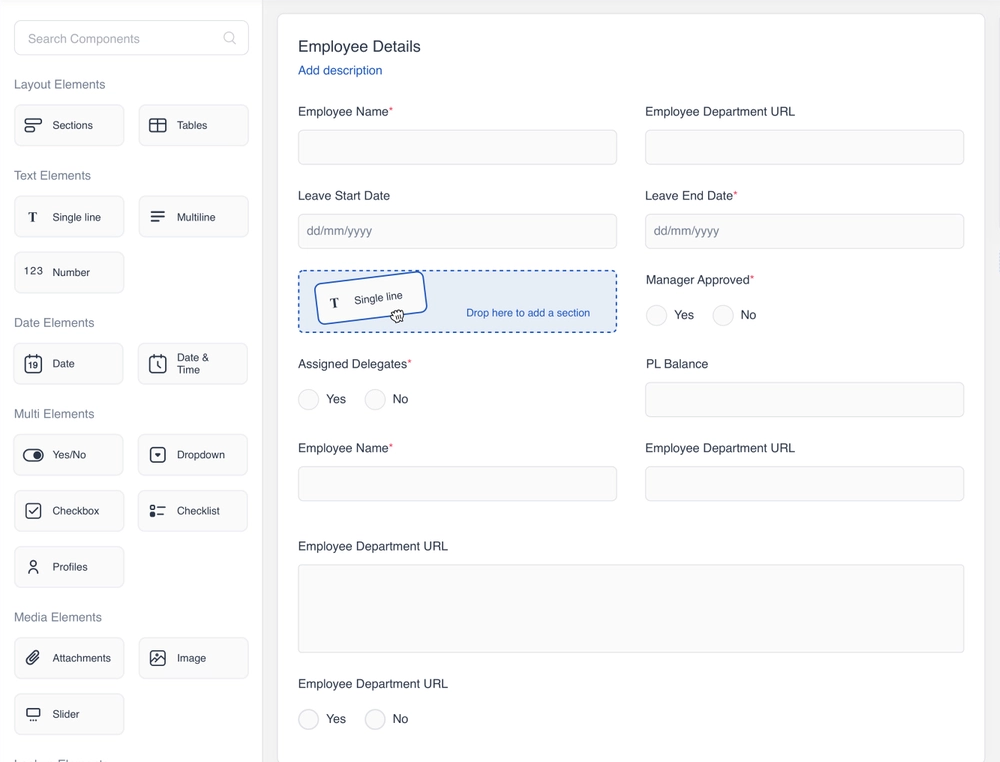 Search Components
Layout Elements
Sections
Tables
Text Elements
T Single line
Multiline
123 Number
Date Elements
19 Date
Date &
Time
Multi Elements
Yes/No
Dropdown
Checkbox
Checklist
Profiles
Media Elements
Attachments
Image
Slider
Employee Details
Add description
Employee Name*
Employee Department URL
Leave Start Date
Leave End Date*
dd/mm/yyyy
dd/mm/yyyy
T Single line
Drop here to add a section
Manager Approved*
Yes No
Assigned Delegates*
PL Balance
Yes No
Employee Name*
Employee Department URL
Employee Department URL
Employee Department URL
Yes No